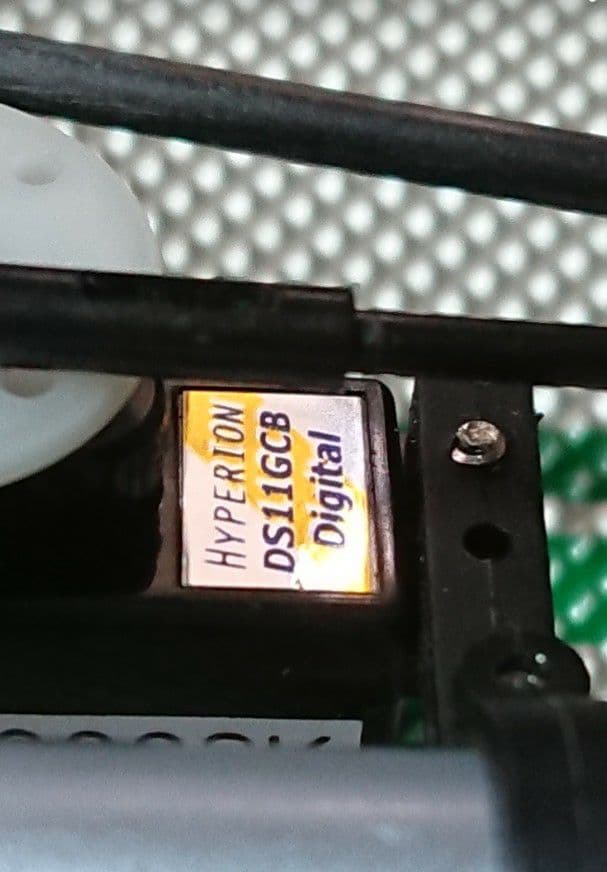 HYPERION
DS11GCB
Digital